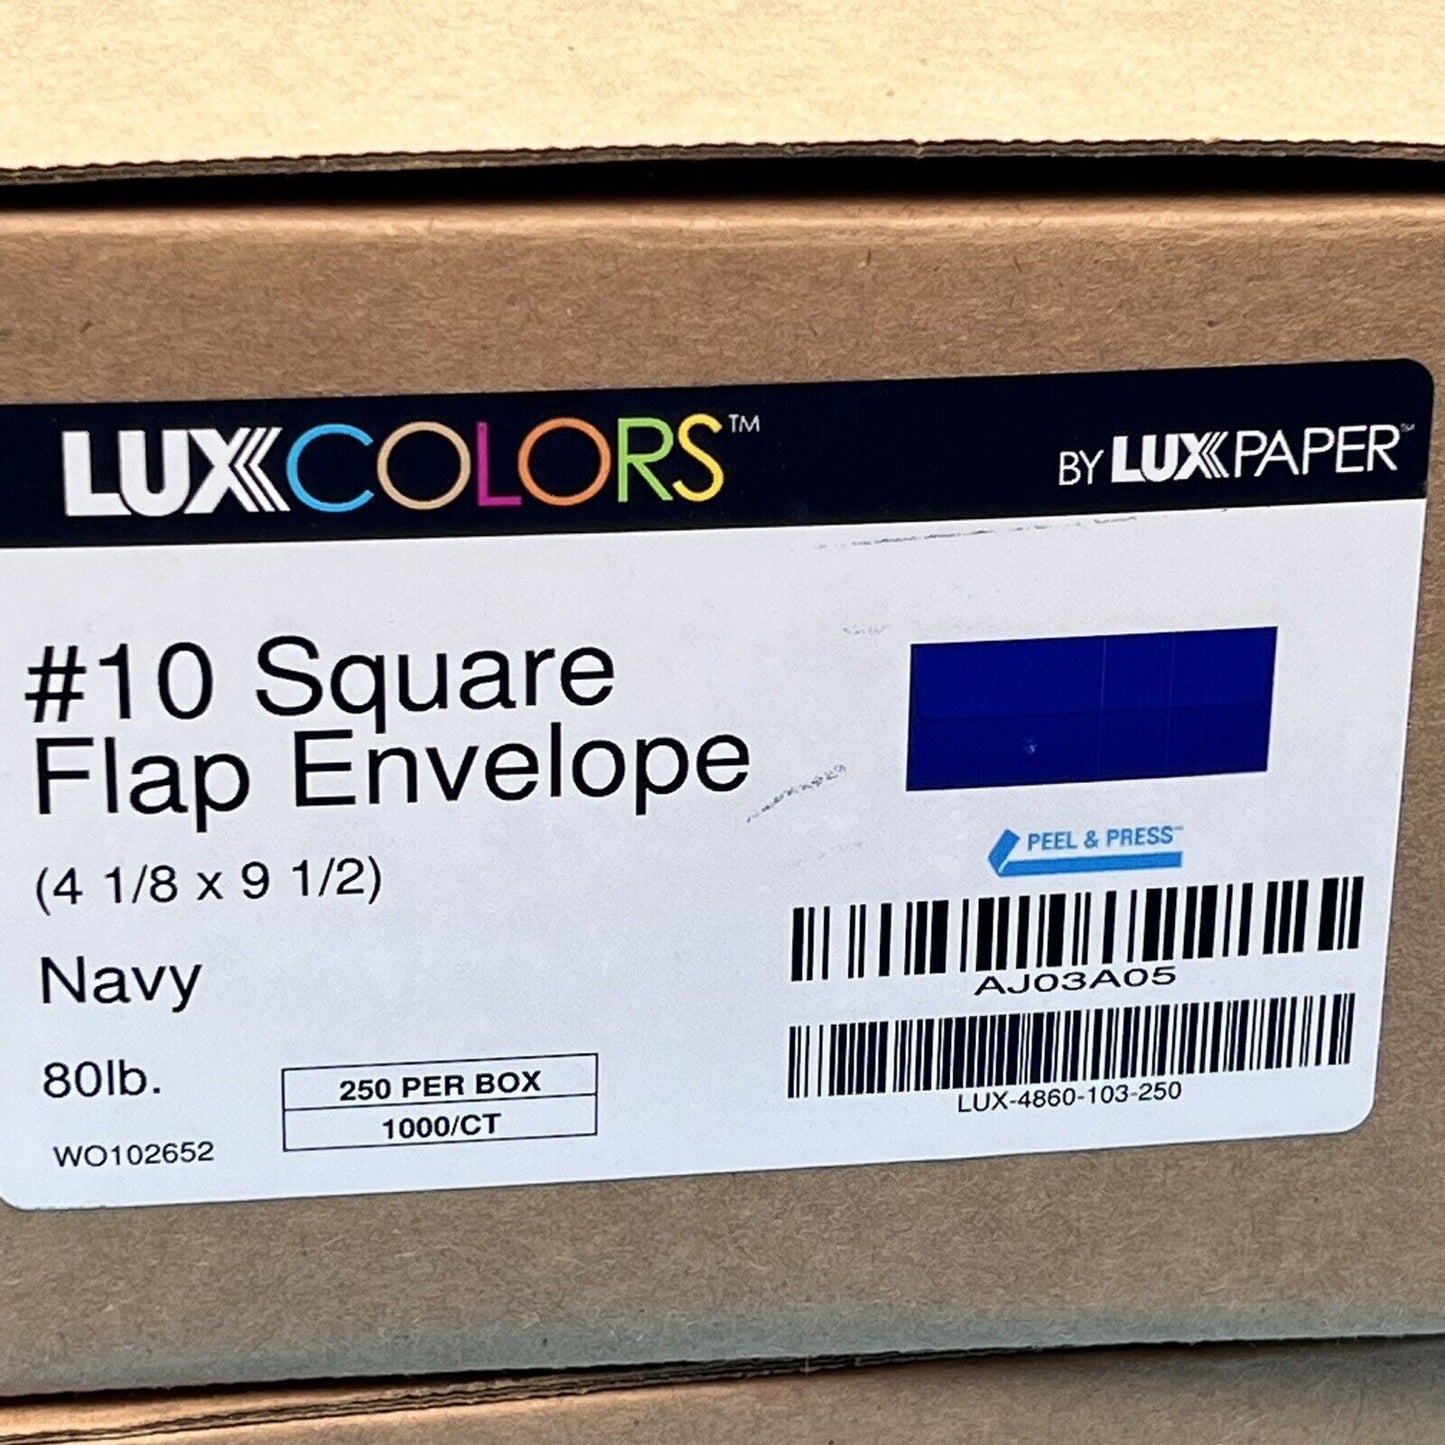 LUXCOLORS™
BY LUXPAPER™
#10 Square
Flap Envelope
(4 1/8 x 9 1/2)
Navy
80lb.
250 PER BOX
1000/CT
WO102652
PEEL & PRESS™
AJ03A05
LUX-4860-103-250